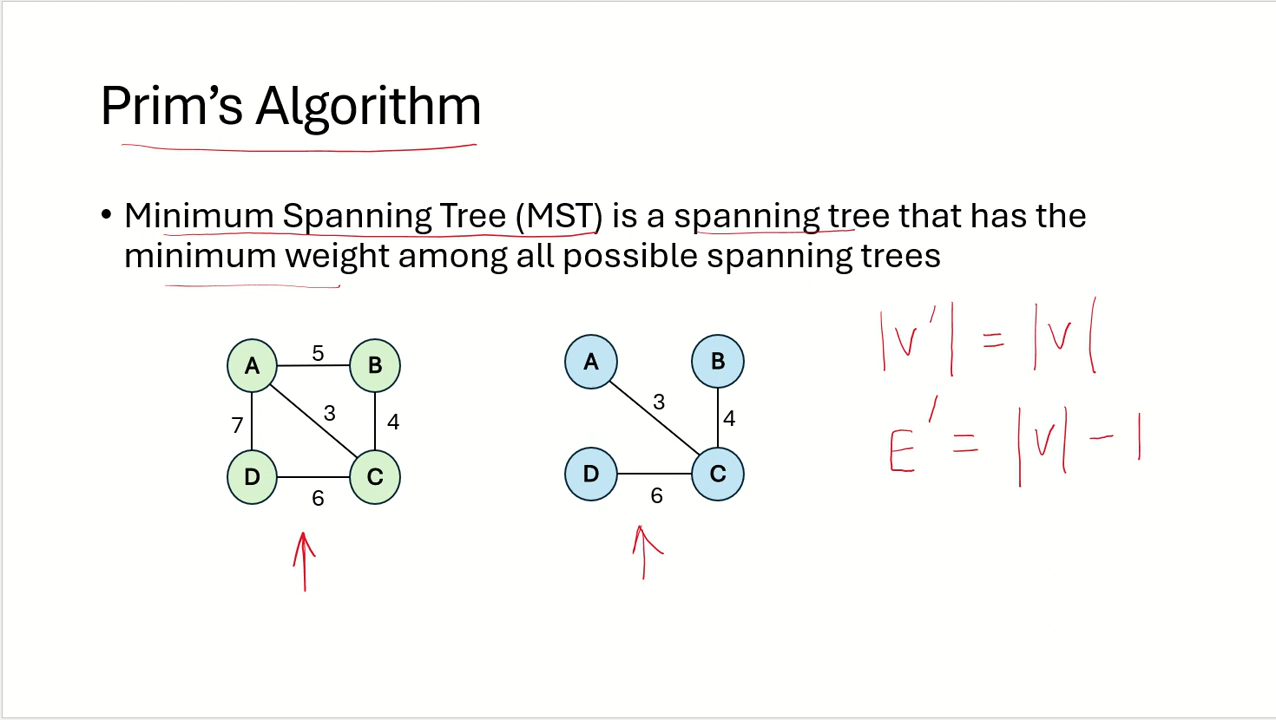 Prim’s Algorithm
• Minimum Spanning Tree (MST) is a spanning tree that has the
minimum weight among all possible spanning trees
A 5 B
7 3 4
D 6 C
A B
3 4
D 6 C
|V'| = |V|
E' = |V| - 1